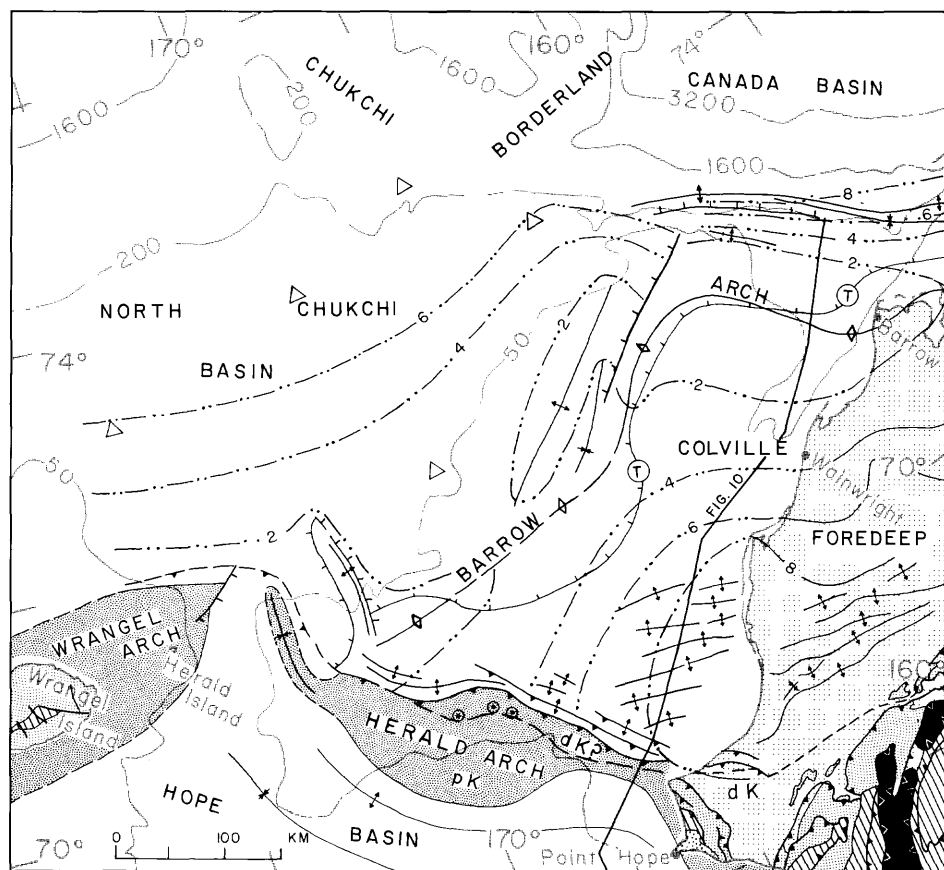 170°
160°
74°
CHUKCHI
1600
1600
CANADA BASIN
200
BORDERLAND
3200
1600
1600
8
6
4
2
200
ARCH
T
NORTH
CHUKCHI
6
2
50
Barrow
74°
4
BASIN
2
COLVILLE
50
T
4
Wainwright
70°
FIG. 10
6
BARROW
FOREDEEP
2
8
WRANGEL
ARCH
Herald
Island
160°
Wrangel
Island
HERALD ARCH
dK?
pK
dK
HOPE
BASIN
0 100 KM
170°
70°
Point Hope